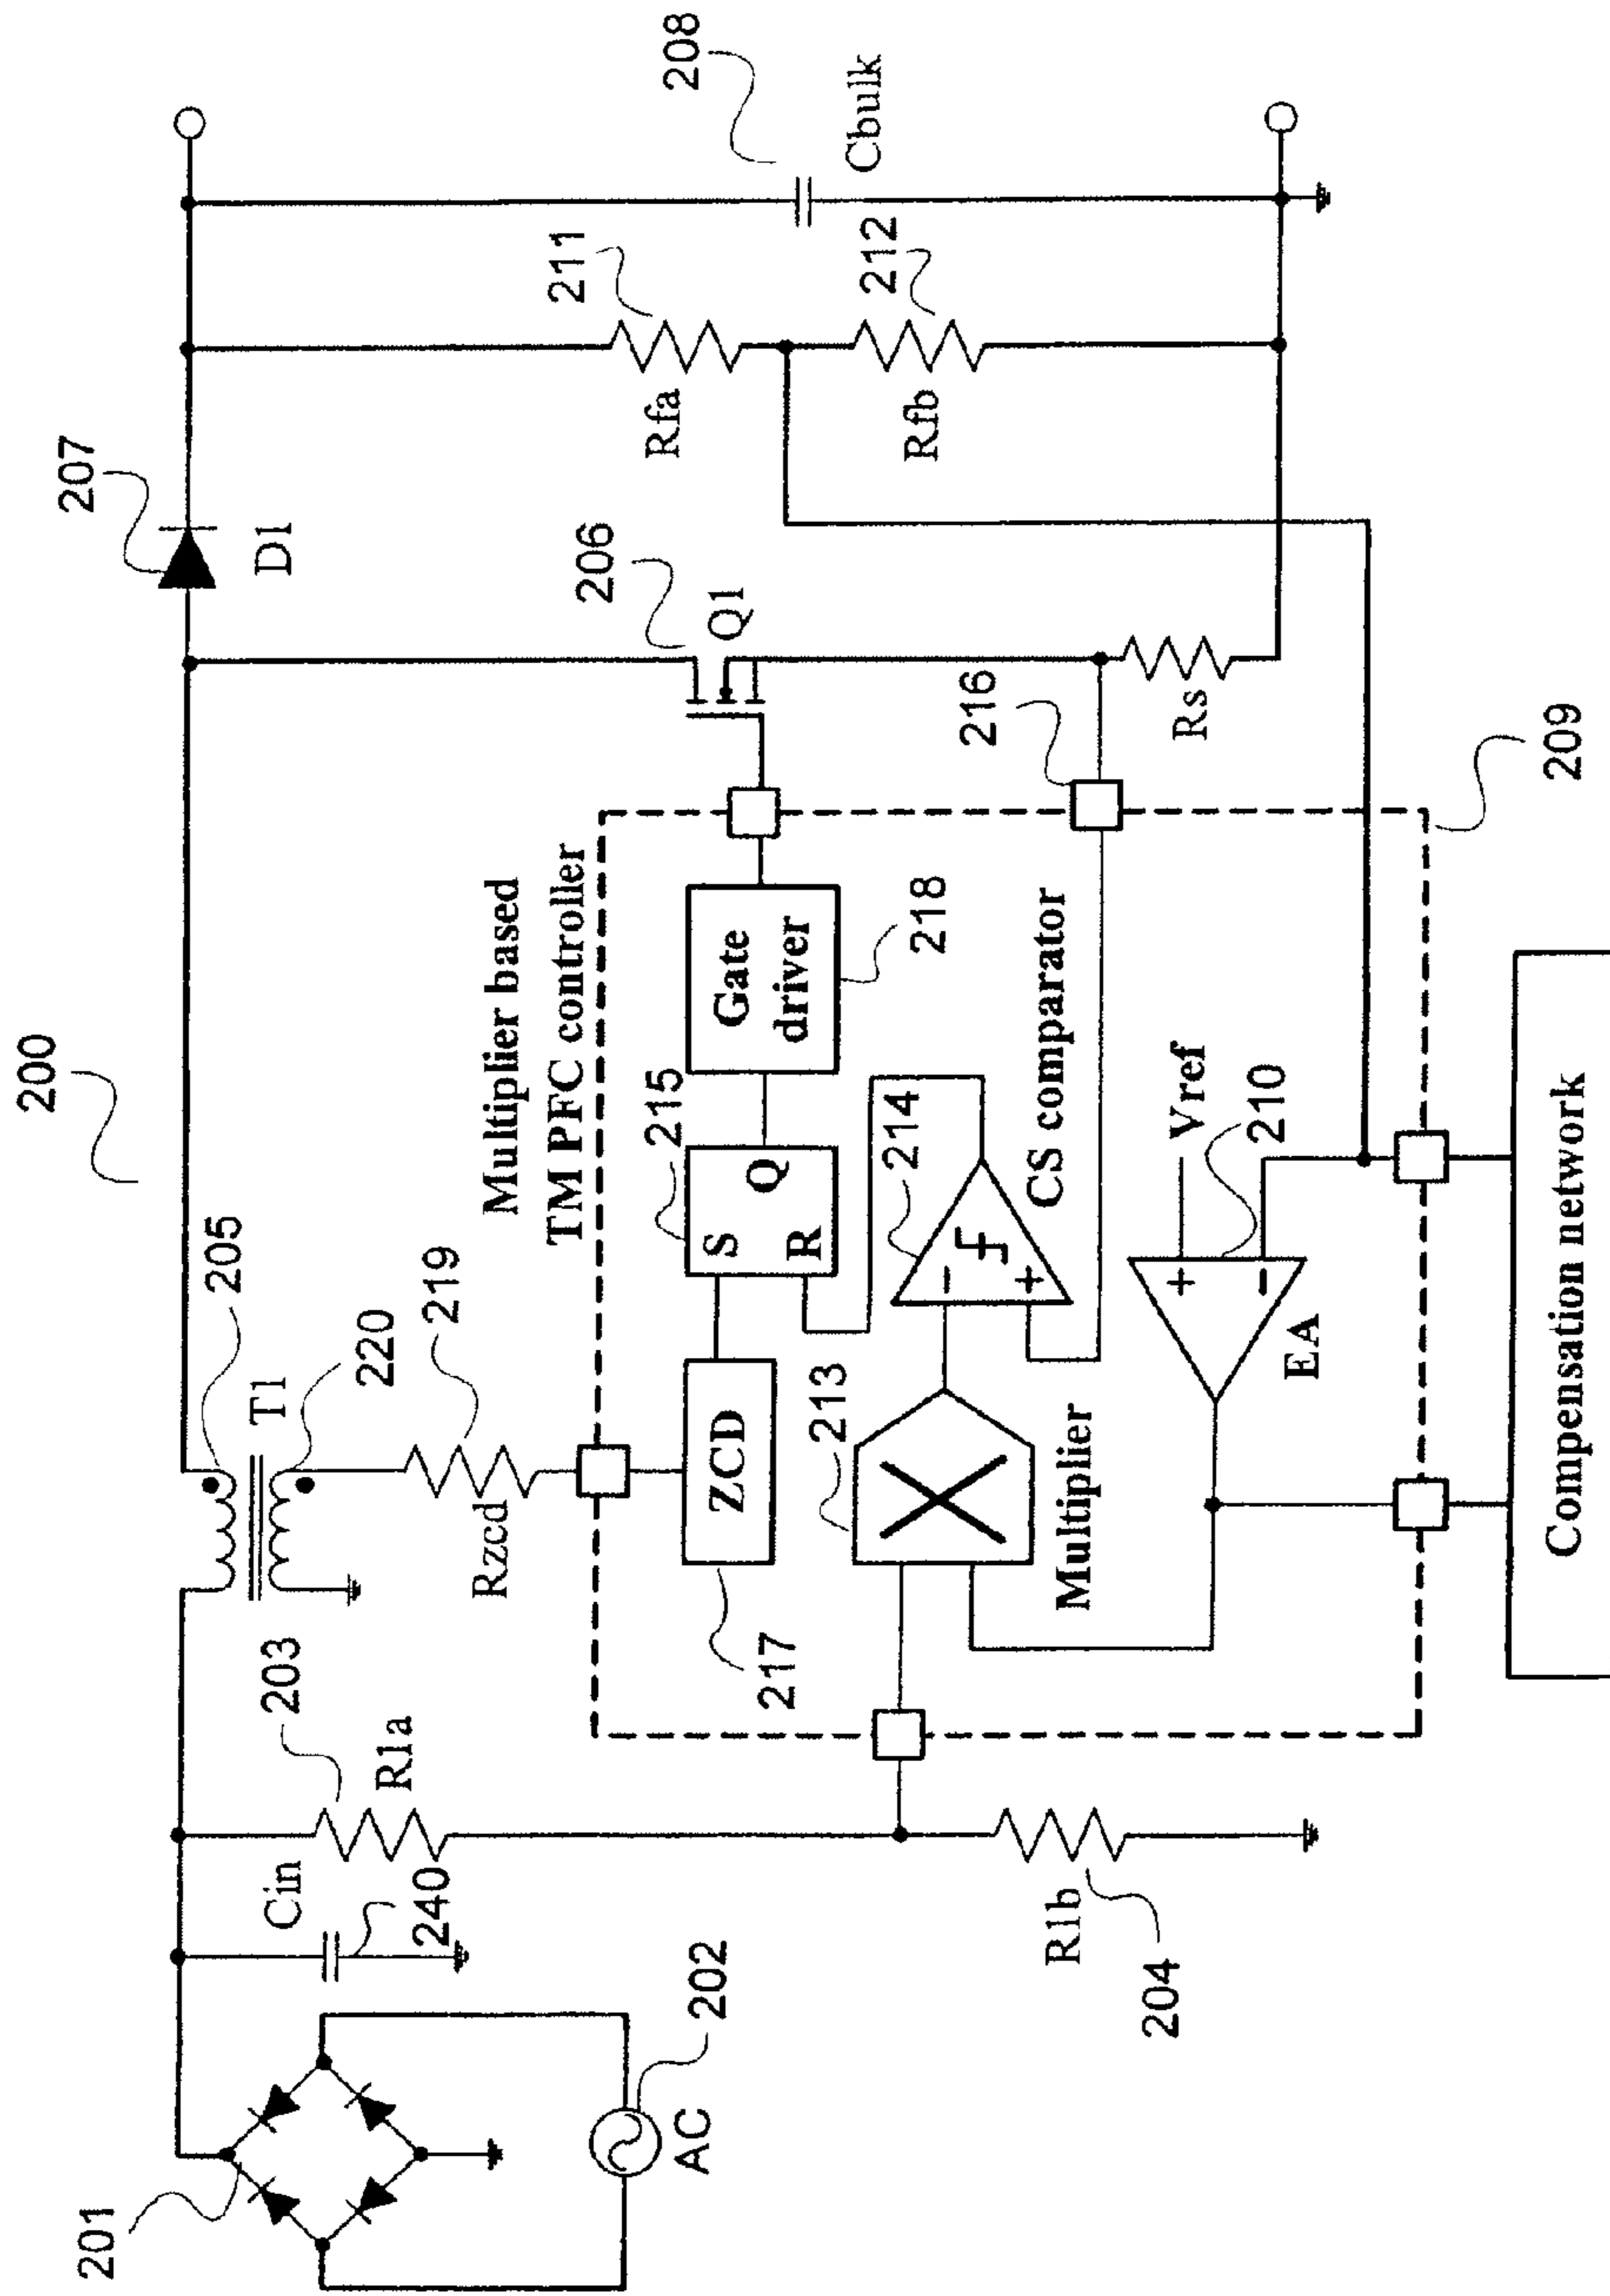 200
201
AC
202
Cin
240
203
R1a
R1b
204
205
T1
220
219
Rzcd
207
D1
206
Q1
216
Rs
211
Rfa
212
Rfb
208
Cbulk
Multiplier based
TM PFC controller
209
ZCD
217
215
S
R
Q
Gate
driver
218
213
Multiplier
214
−
+
CS comparator
Vref
210
+
−
EA
Compensation network